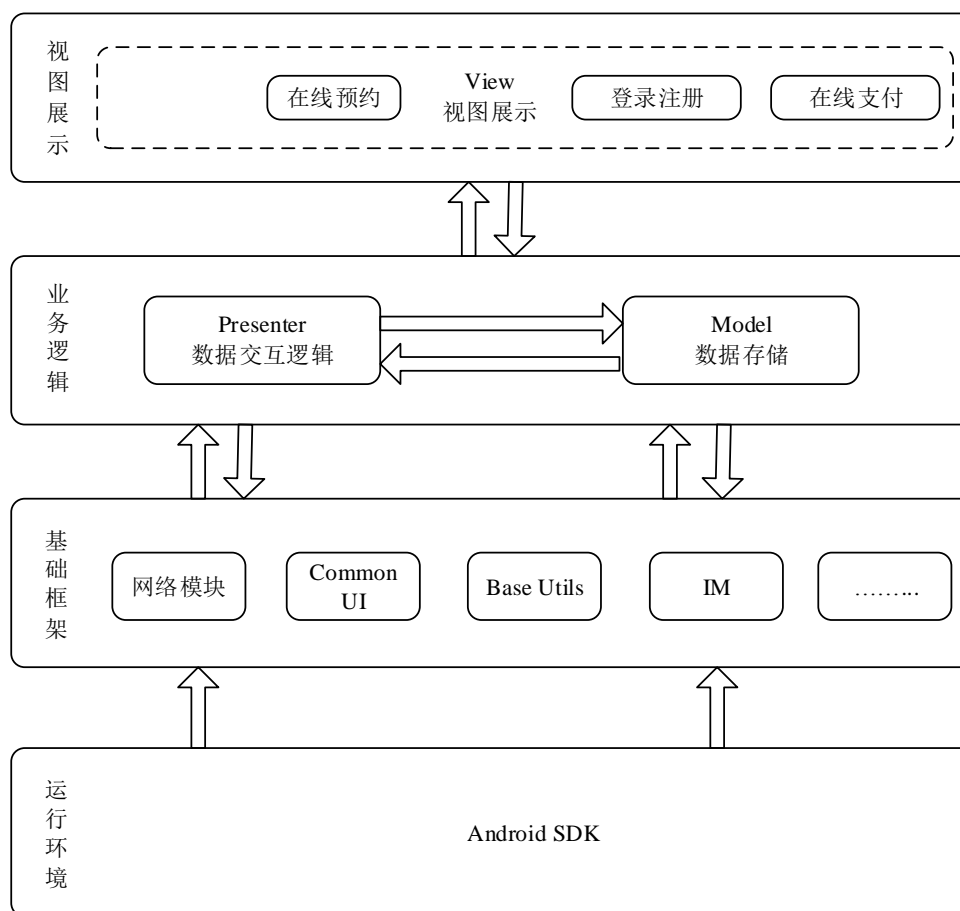 视图展示
View
视图展示
在线预约
登录注册
在线支付
业务逻辑
Presenter
数据交互逻辑
Model
数据存储
基础框架
网络模块
Common
UI
Base Utils
IM
………..
运行环境
Android SDK